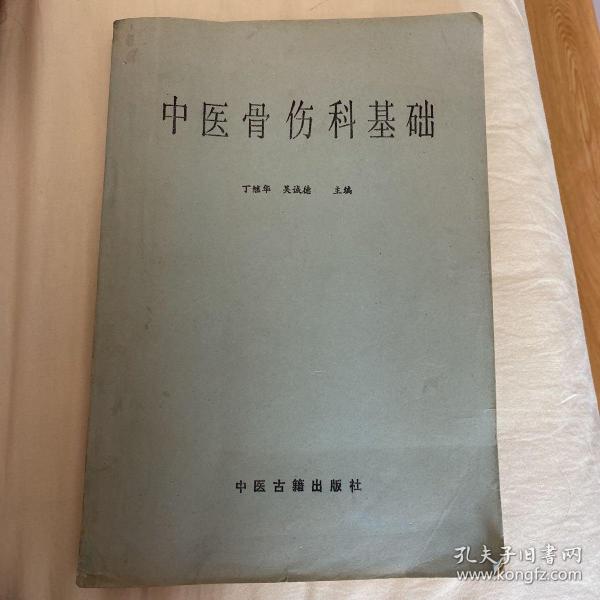 中医骨伤科基础
丁继华 吴诚德 主编
中医古籍出版社
孔夫子旧书网
www.kongfz.com